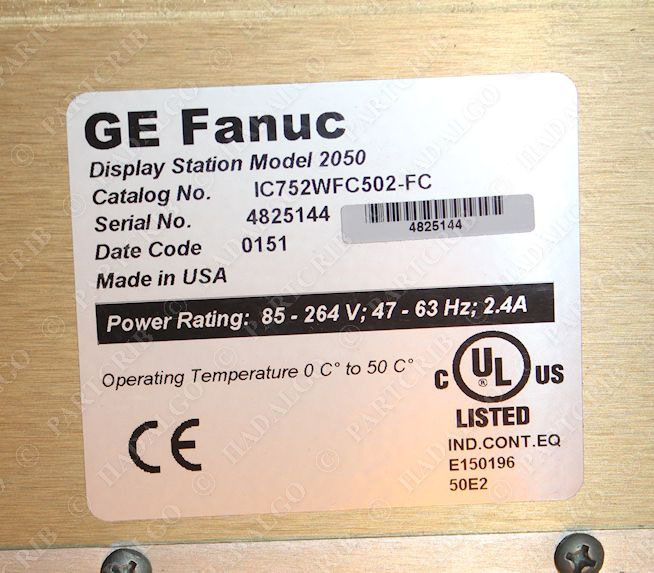 GE Fanuc
Display Station Model 2050
Catalog No. IC752WFC502-FC
Serial No. 4825144
4825144
Date Code 0151
Made in USA
Power Rating: 85 - 264 V; 47 - 63 Hz; 2.4A
Operating Temperature 0 C° to 50 C°
C UL ® US
LISTED
IND.CONT.EQ
E150196
50E2
CE
© PARTCRIB © HADALGO